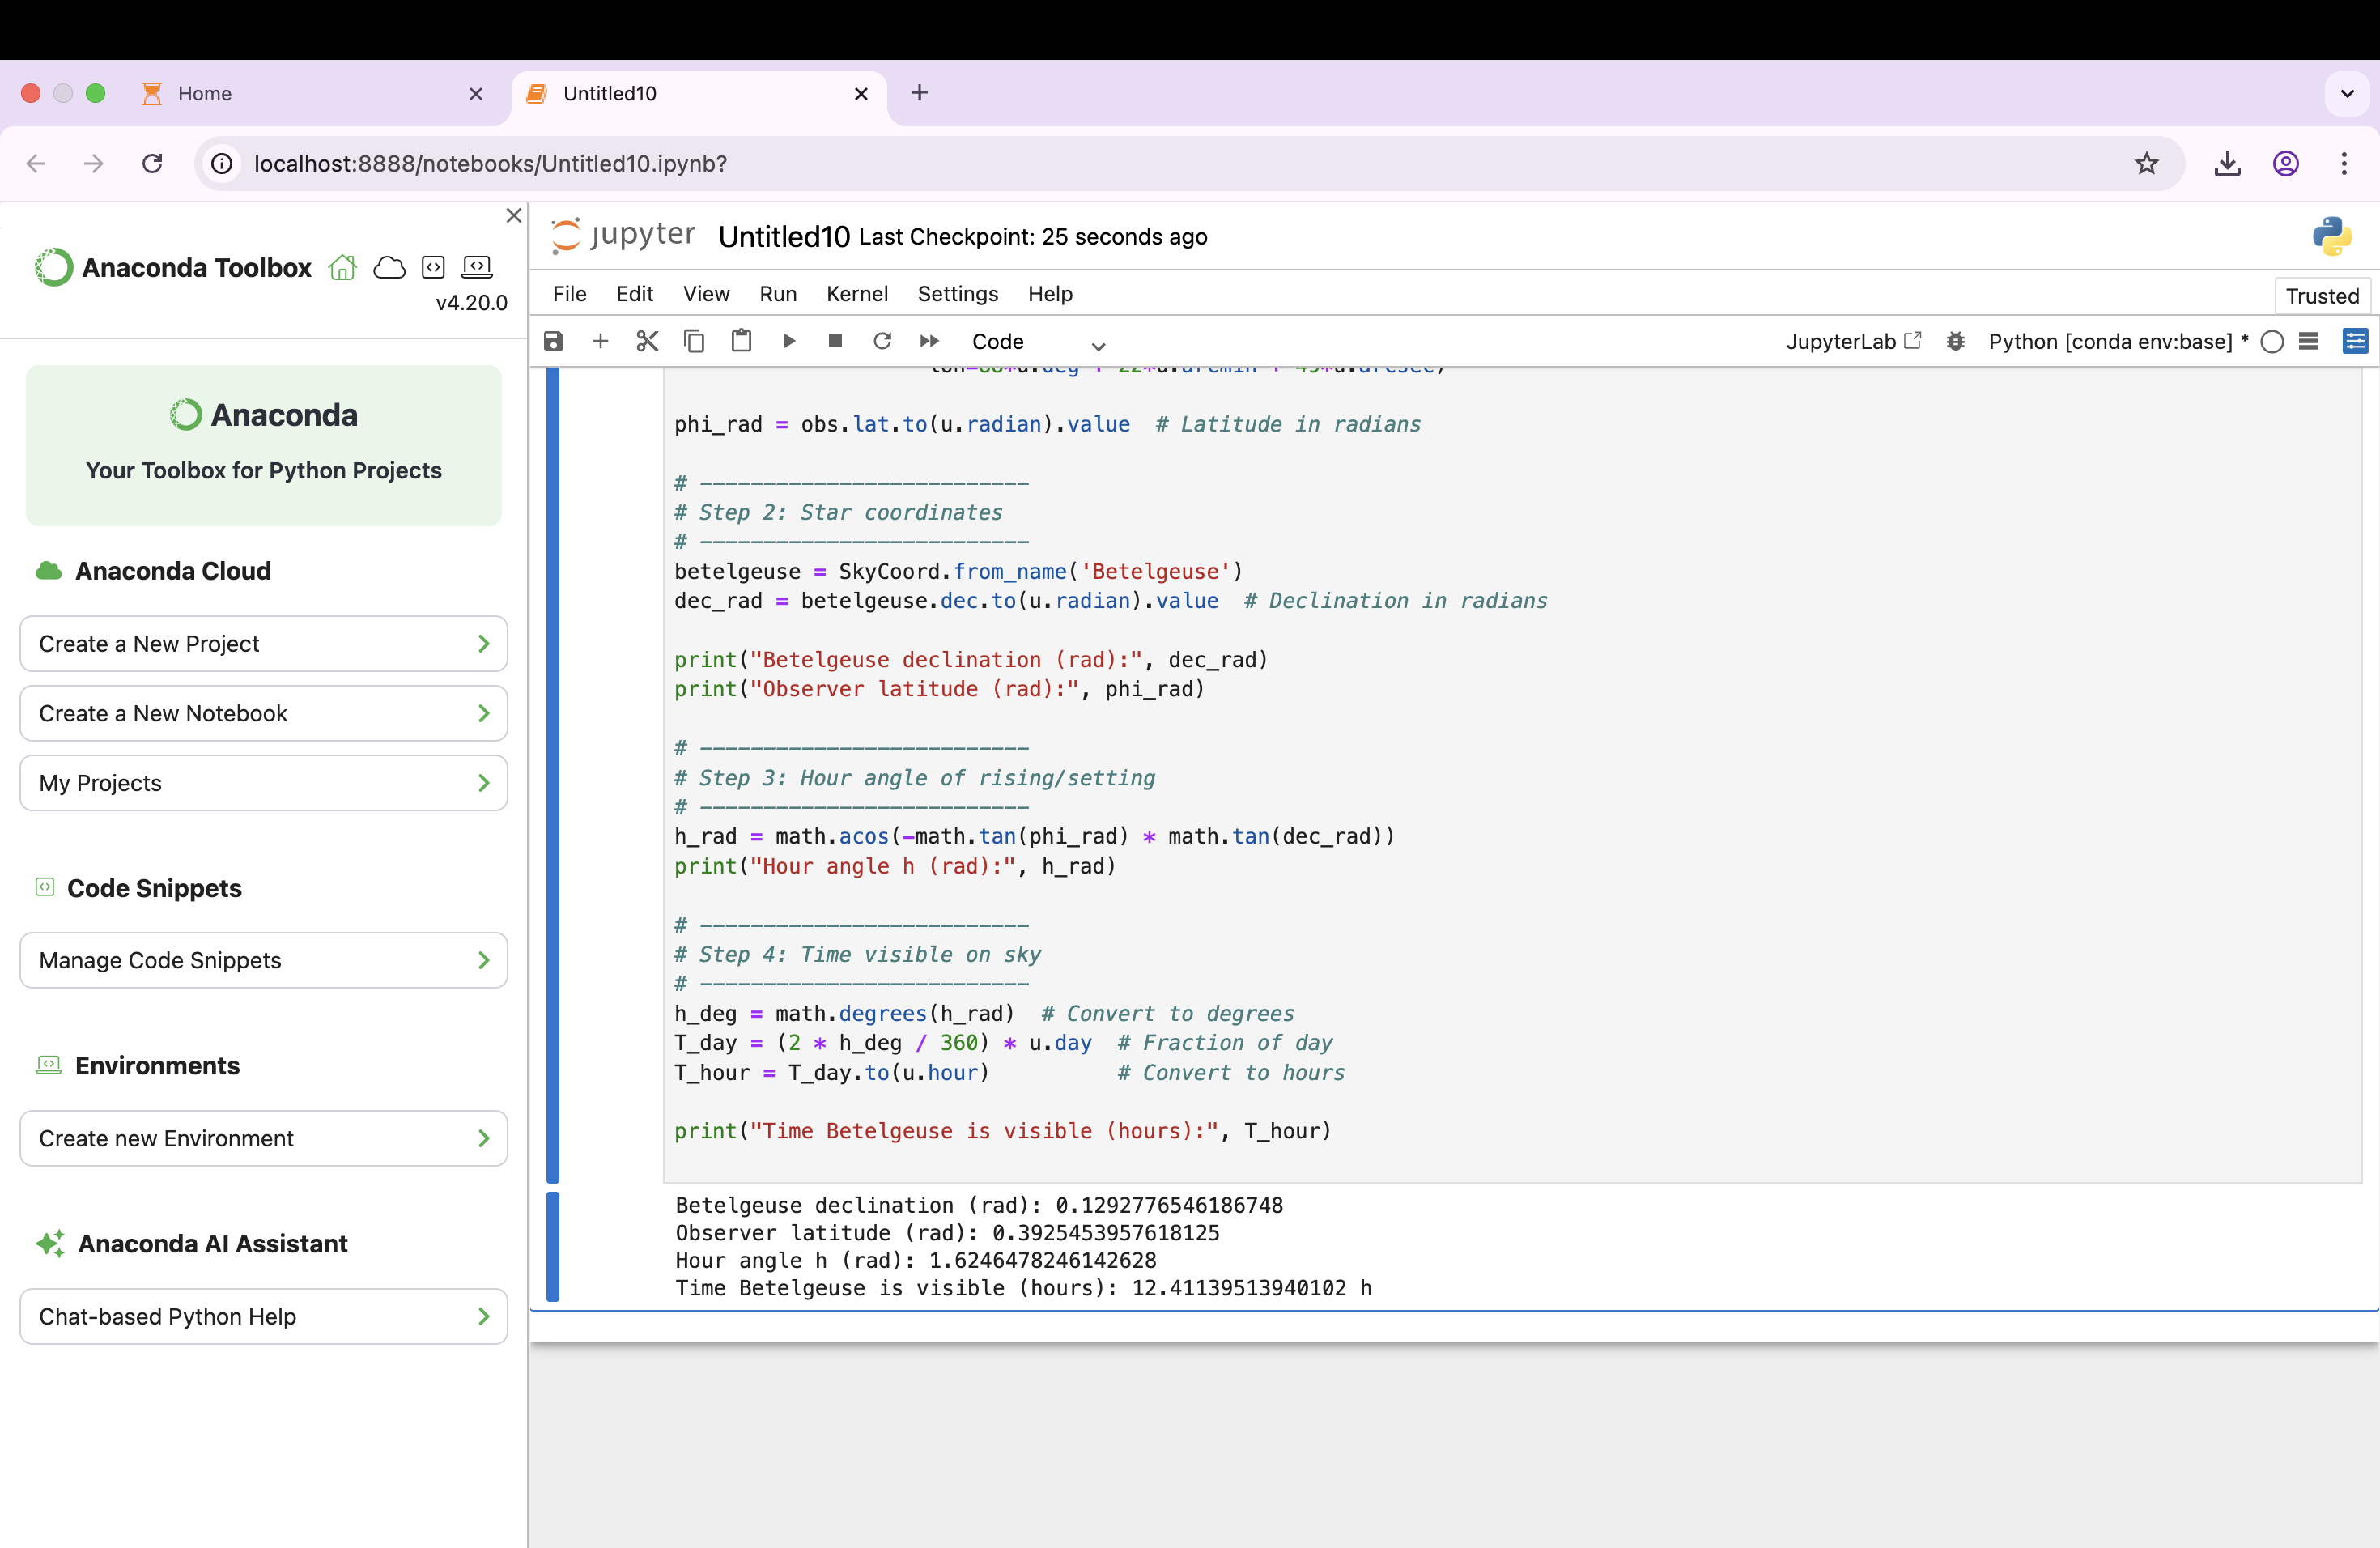 Home
Untitled10
localhost:8888/notebooks/Untitled10.ipynb?
Anaconda Toolbox
v4.20.0
Anaconda
Your Toolbox for Python Projects
Anaconda Cloud
Create a New Project
Create a New Notebook
My Projects
Code Snippets
Manage Code Snippets
Environments
Create new Environment
Anaconda AI Assistant
Chat-based Python Help
jupyter Untitled10 Last Checkpoint: 25 seconds ago
File Edit View Run Kernel Settings Help
Trusted
Code
JupyterLab Python [conda env:base] *
lon=88*u.deg + 22*u.arcmin + 49*u.arcsec)
phi_rad = obs.lat.to(u.radian).value  # Latitude in radians
# --------------------------
# Step 2: Star coordinates
# --------------------------
betelgeuse = SkyCoord.from_name('Betelgeuse')
dec_rad = betelgeuse.dec.to(u.radian).value  # Declination in radians
print("Betelgeuse declination (rad):", dec_rad)
print("Observer latitude (rad):", phi_rad)
# --------------------------
# Step 3: Hour angle of rising/setting
# --------------------------
h_rad = math.acos(-math.tan(phi_rad) * math.tan(dec_rad))
print("Hour angle h (rad):", h_rad)
# --------------------------
# Step 4: Time visible on sky
# --------------------------
h_deg = math.degrees(h_rad)  # Convert to degrees
T_day = (2 * h_deg / 360) * u.day  # Fraction of day
T_hour = T_day.to(u.hour)          # Convert to hours
print("Time Betelgeuse is visible (hours):", T_hour)
Betelgeuse declination (rad): 0.1292776546186748
Observer latitude (rad): 0.3925453957618125
Hour angle h (rad): 1.6246478246142628
Time Betelgeuse is visible (hours): 12.41139513940102 h